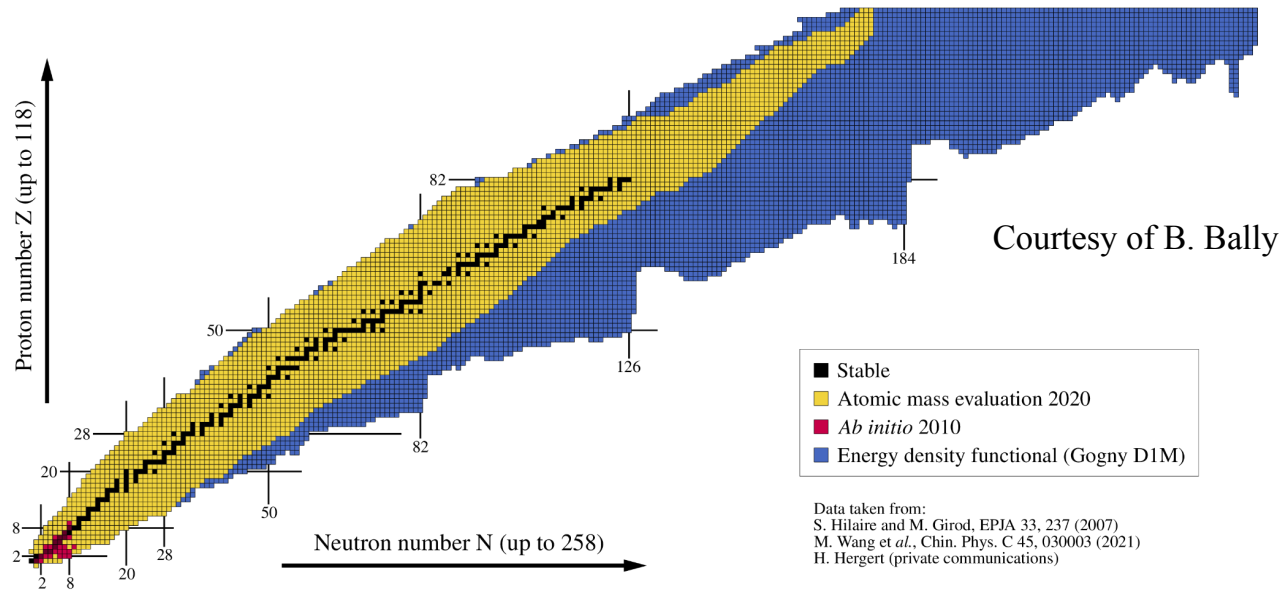 Proton number Z (up to 118)
82
50
28
20
8
2
2
8
20
28
50
82
126
184
Neutron number N (up to 258)
Courtesy of B. Bally
Stable
Atomic mass evaluation 2020
Ab initio 2010
Energy density functional (Gogny D1M)
Data taken from:
S. Hilaire and M. Girod, EPJA 33, 237 (2007)
M. Wang et al., Chin. Phys. C 45, 030003 (2021)
H. Hergert (private communications)